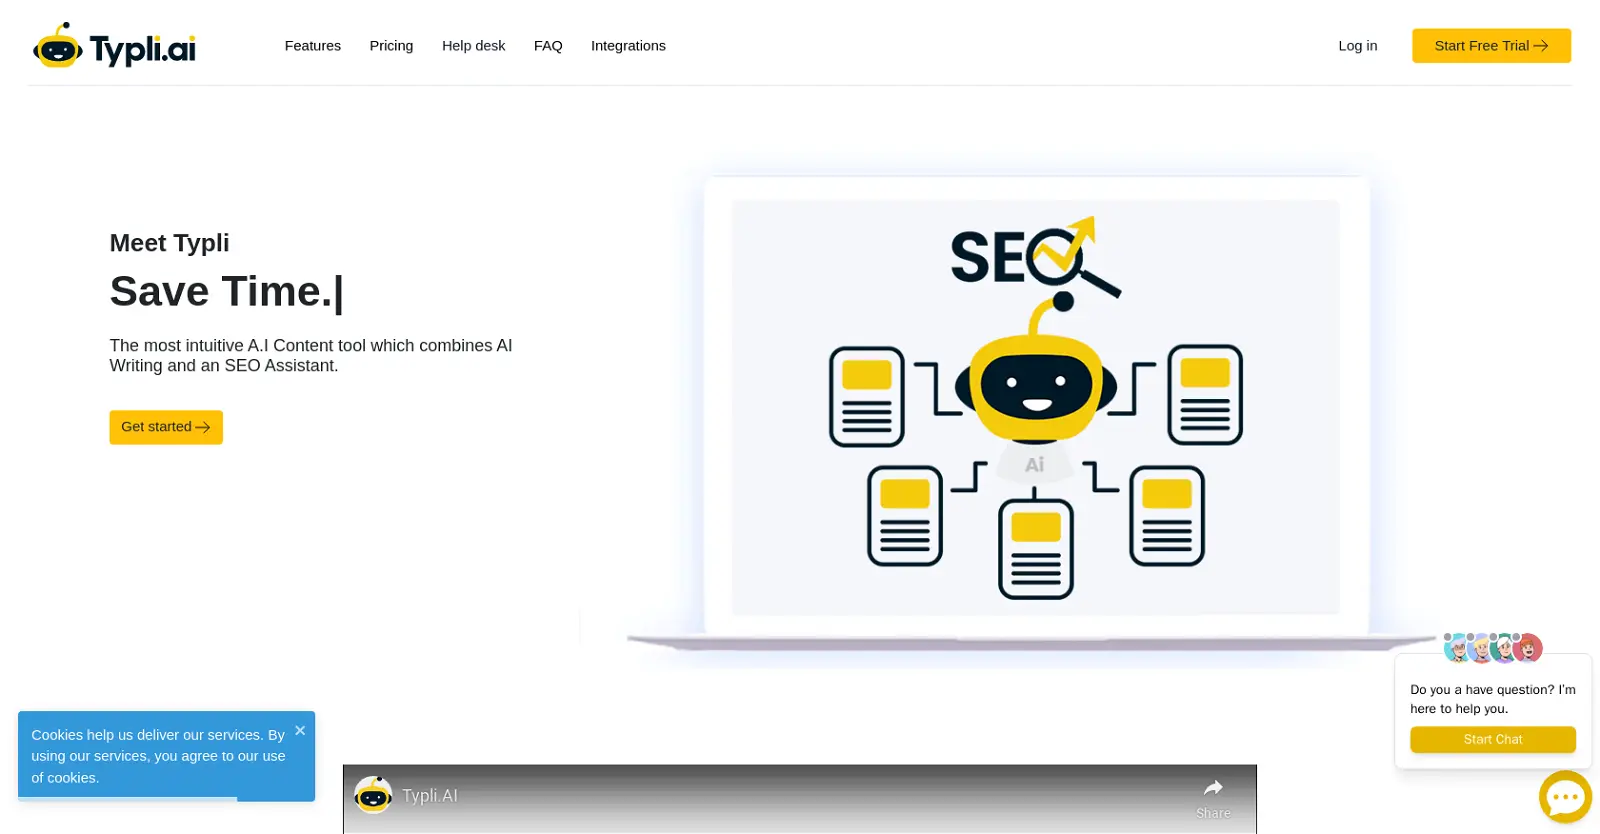 Typli.ai
Features
Pricing
Help desk
FAQ
Integrations
Log in
Start Free Trial
Meet Typli
Save Time.|
The most intuitive A.I Content tool which combines AI
Writing and an SEO Assistant.
Get started
SEO
Ai
Do you a have question? I'm
here to help you.
Start Chat
Cookies help us deliver our services. By
using our services, you agree to our use
of cookies.
Typli.AI
Share